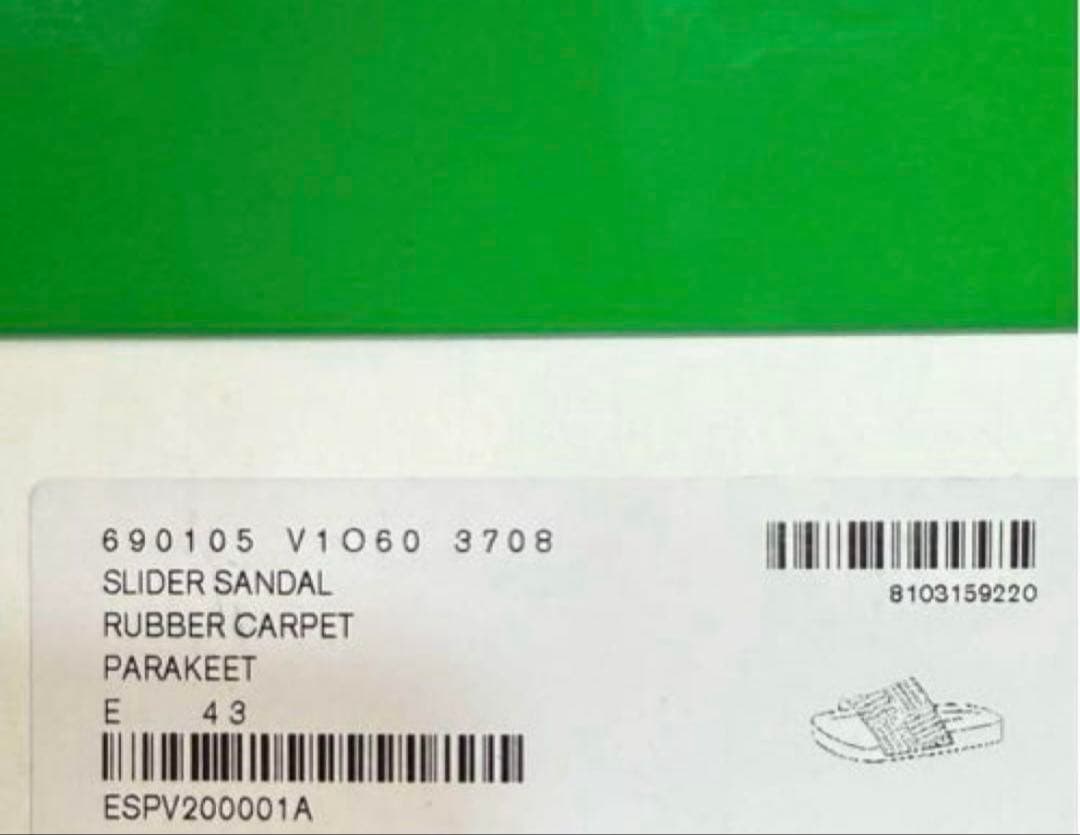 690105 V1O60 3708
SLIDER SANDAL
RUBBER CARPET
PARAKEET
E 43
ESPV200001A
8103159220